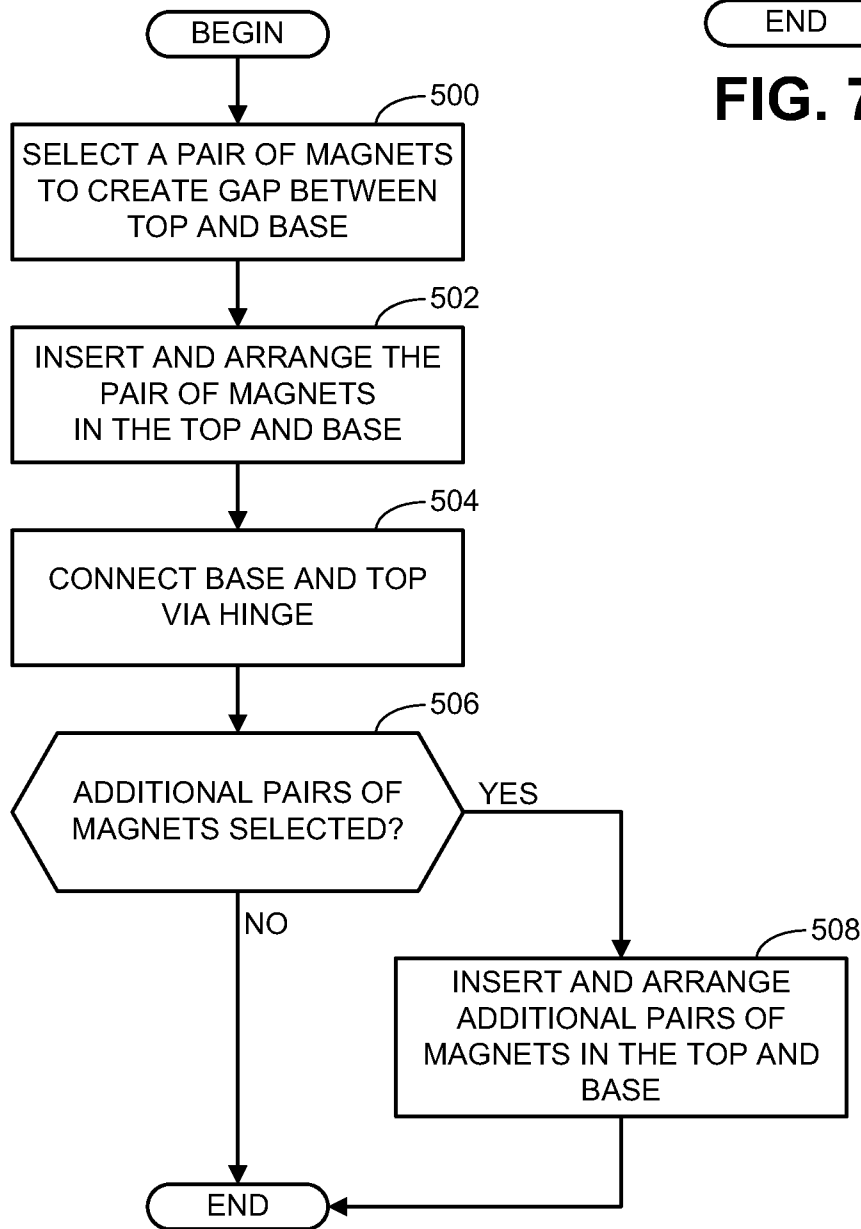 BEGIN
END
FIG. 7
500
SELECT A PAIR OF MAGNETS
TO CREATE GAP BETWEEN
TOP AND BASE
502
INSERT AND ARRANGE THE
PAIR OF MAGNETS
IN THE TOP AND BASE
504
CONNECT BASE AND TOP
VIA HINGE
506
ADDITIONAL PAIRS OF
MAGNETS SELECTED?
YES
NO
508
INSERT AND ARRANGE
ADDITIONAL PAIRS OF
MAGNETS IN THE TOP AND
BASE
END